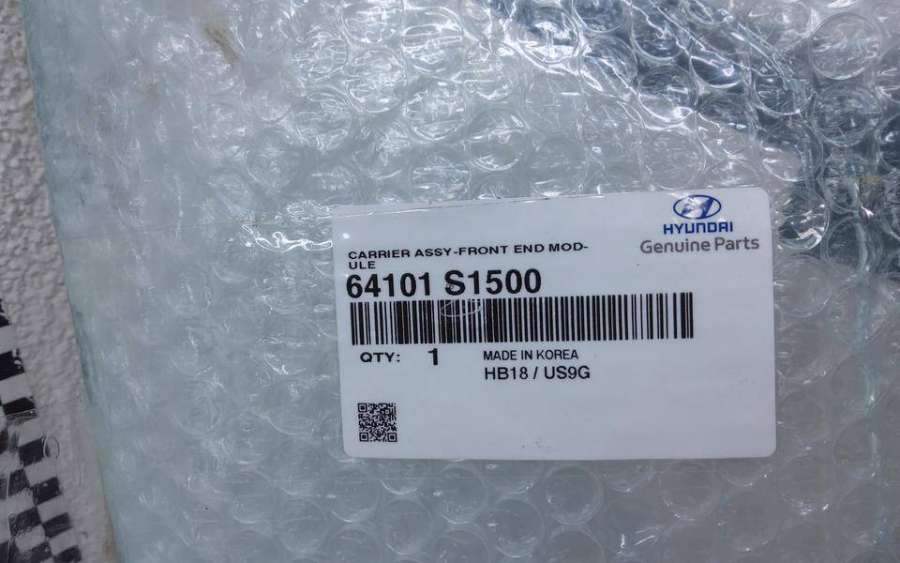 HYUNDAI
Genuine Parts
CARRIER ASSY-FRONT END MOD-
ULE
64101 S1500
QTY: 1 MADE IN KOREA
HB18 / US9G